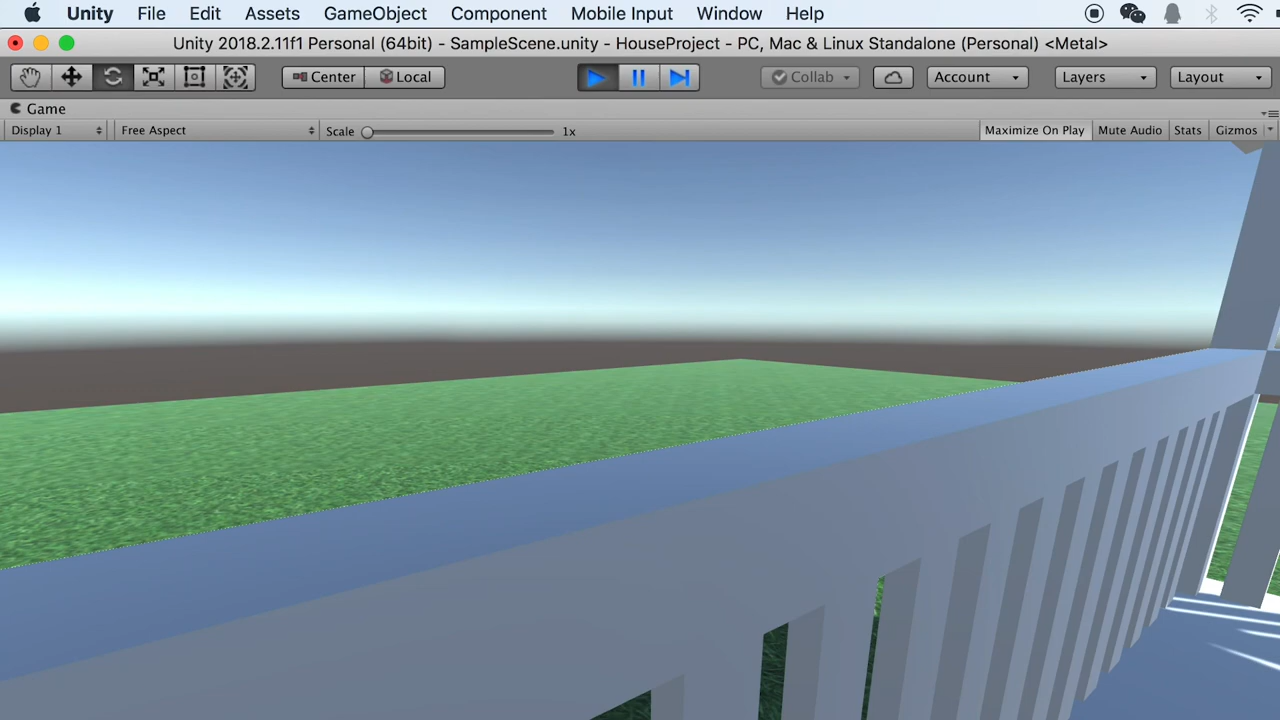 Unity File Edit Assets GameObject Component Mobile Input Window Help
Unity 2018.2.11f1 Personal (64bit) - SampleScene.unity - HouseProject - PC, Mac & Linux Standalone (Personal) <Metal>
Center Local Collab Account Layers Layout
Game
Display 1 Free Aspect Scale 1x Maximize On Play Mute Audio Stats Gizmos